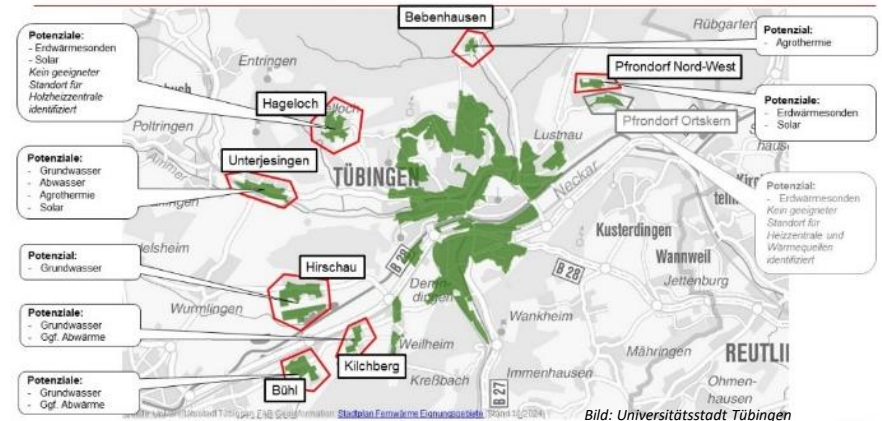 Bebenhausen
Potenzial:
- Agrothermie
Rübgarten
Potenziale:
- Erdwärmesonden
- Solar
Kein geeigneter
Standort für
Holzheizzentrale
identifiziert
Entringen
Pfrondorf Nord-West
Hageloch
Potenziale:
- Erdwärmesonden
- Solar
Pfrondorf Ortskern
Poltringen
Lustnau
Unterjesingen
Ammer
TÜBINGEN
Neckar
Potenziale:
- Grundwasser
- Abwasser
- Agrothermie
- Solar
Potenzial:
- Erdwärmesonden
Kein geeigneter
Standort für
Heizzentrale und
Wärmequellen
identifiziert
Kusterdingen
Wannweil
Hirschau
B 28
B 28
Jettenburg
Potenziale:
- Grundwasser
Wurmlingen
Wankheim
Potenziale:
- Grundwasser
- Ggf. Abwärme
Weilheim
Mähringen
REUTLI
Kilchberg
Bühl
Kreßbach
B 27
Immenhausen
Ohmen-
hausen
Potenziale:
- Grundwasser
- Ggf. Abwärme
Stadtplan Fernwärme Eignungsgebiete
Bild: Universitätsstadt Tübingen